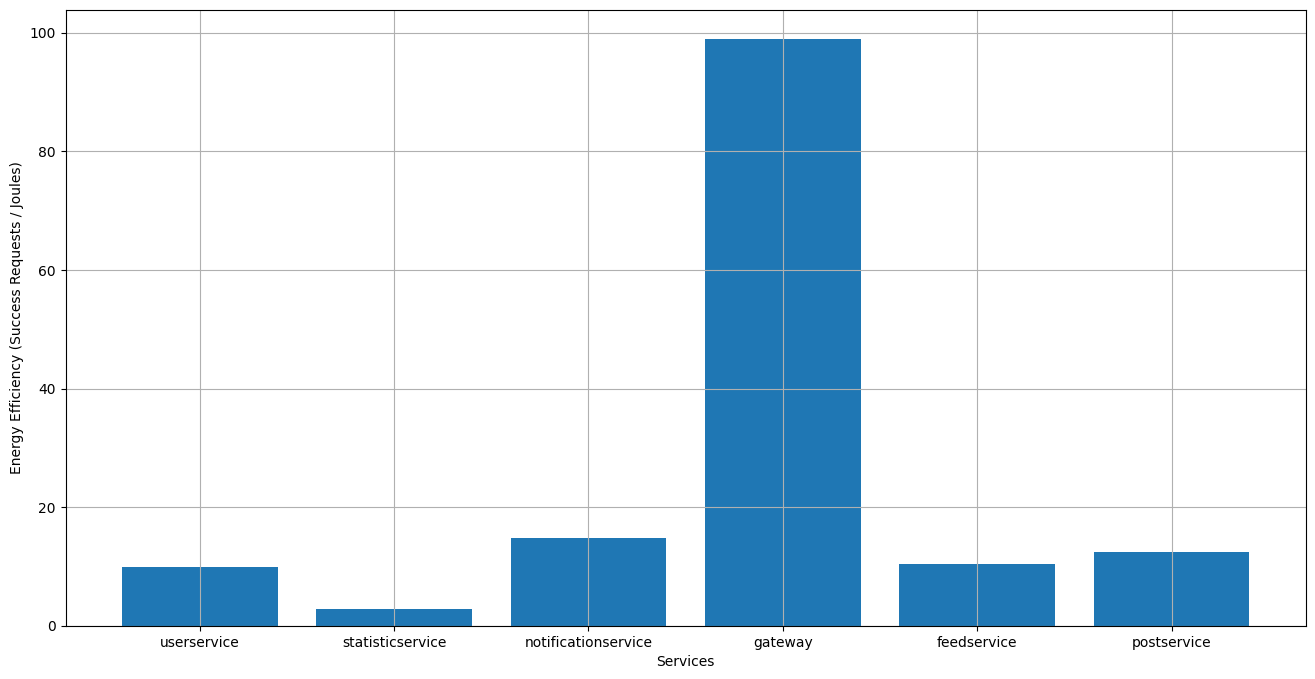 Energy Efficiency (Success Requests / Joules)
100
80
60
40
20
0
userservice statisticservice notificationservice gateway feedservice postservice
Services